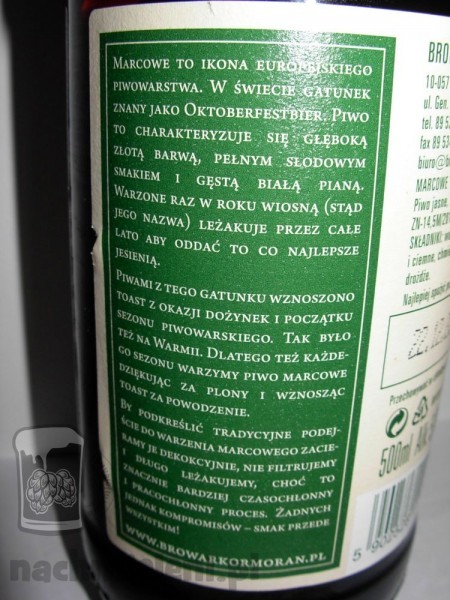 Marcowe to ikona europejskiego
piwowarstwa. W świecie gatunek
znany jako Oktoberfestbier. Piwo
to charakteryzuje się głęboką
złotą barwą, pełnym słodowym
smakiem i gęstą białą pianą.
Warzone raz w roku wiosną (stąd
jego nazwa) leżakuje przez całe
lato aby oddać to co najlepsze
jesienią.
Piwami z tego gatunku wznoszono
toast z okazji dożynek i początku
sezonu piwowarskiego. Tak było
też na Warmii. Dlatego też każde-
go sezonu warzymy piwo marcowe
dziękując za plony i wznosząc
toast za powodzenie.
By podkreślić tradycyjne podej-
ście do warzenia marcowego zacie-
ramy je dekokcyjnie, nie filtrujemy
i długo leżakujemy, choć to
znacznie bardziej czasochłonny
i pracochłonny proces. Żadnych
jednak kompromisów – smak przede
wszystkim!
www.browarkormoran.pl
10-057
ul. Gen.
tel. 89 5
fax 89 53
biuro@b
MARCOWE
Piwo jasne,
SKŁADNIKI:
i ciemne,
drożdże.
Najlepiej
500ml